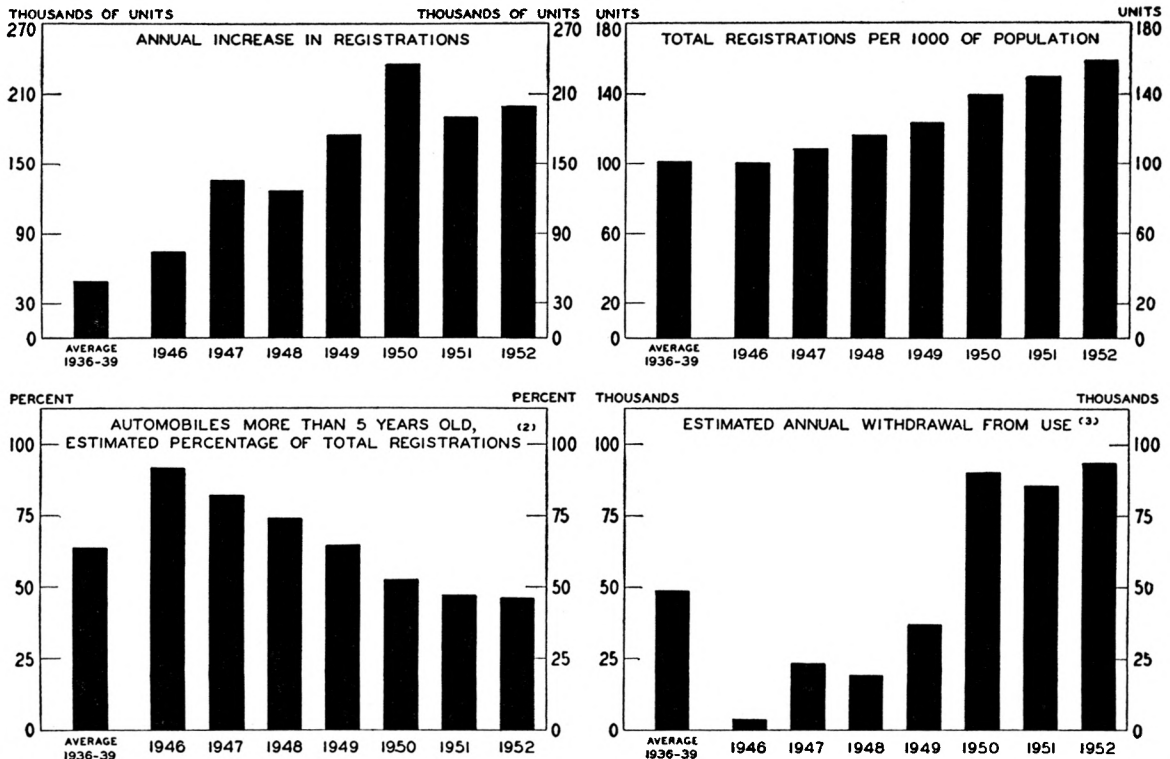 THOUSANDS OF UNITS THOUSANDS OF UNITS
ANNUAL INCREASE IN REGISTRATIONS
270 270
210 210
150 150
90 90
30 30
0 0
AVERAGE
1936-39 1946 1947 1948 1949 1950 1951 1952
UNITS UNITS
TOTAL REGISTRATIONS PER 1000 OF POPULATION
180 180
140 140
100 100
60 60
20 20
0 0
AVERAGE
1936-39 1946 1947 1948 1949 1950 1951 1952
PERCENT PERCENT
AUTOMOBILES MORE THAN 5 YEARS OLD, (2)
ESTIMATED PERCENTAGE OF TOTAL REGISTRATIONS
100 100
75 75
50 50
25 25
0 0
AVERAGE
1936-39 1946 1947 1948 1949 1950 1951 1952
THOUSANDS THOUSANDS
ESTIMATED ANNUAL WITHDRAWAL FROM USE (3)
100 100
75 75
50 50
25 25
0 0
AVERAGE
1936-39 1946 1947 1948 1949 1950 1951 1952